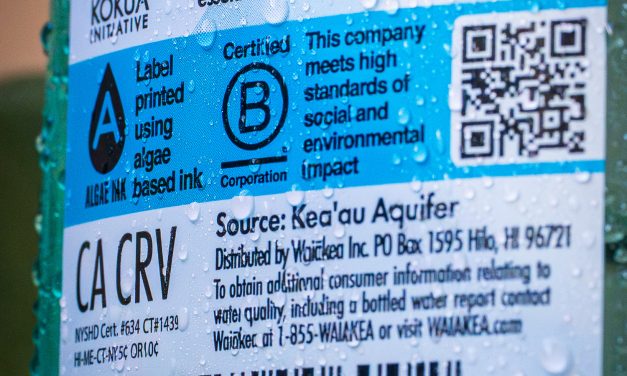 KŌKUA
INITIATIVE
Label
printed
using
algae
based ink
A
ALGAE INK
Certified
B
Corporation
This company
meets high
standards of
social and
environmental
impact
CA CRV
NYSHD Cert. #634 CT#1439
HI-ME-CT-NY5¢ OR10¢
Source: Kea'au Aquifer
Distributed by Waiākea Inc. PO Box 1595 Hilo, HI 96721
To obtain additional consumer information relating to
water quality, including a bottled water report contact
Waiākea at 1-855-WAIAKEA or visit WAIAKEA.com